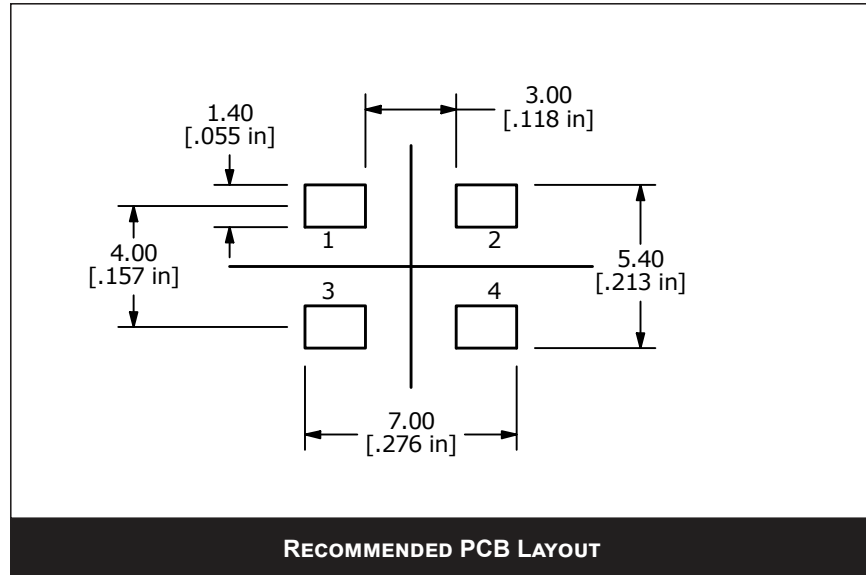 3.00
[.118 in]
1.40
[.055 in]
1
2
4.00
[.157 in]
5.40
[.213 in]
3
4
7.00
[.276 in]
RECOMMENDED PCB LAYOUT